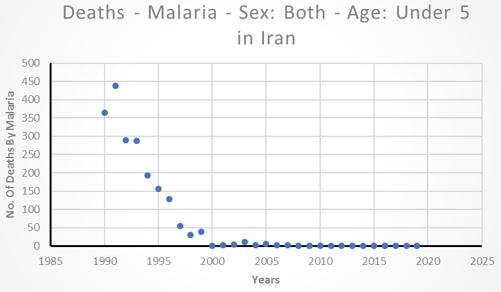 Deaths - Malaria - Sex: Both - Age: Under 5
in Iran
500
450
400
350
300
250
200
150
100
50
0
No. Of Deaths By Malaria
1985 1990 1995 2000 2005 2010 2015 2020 2025
Years